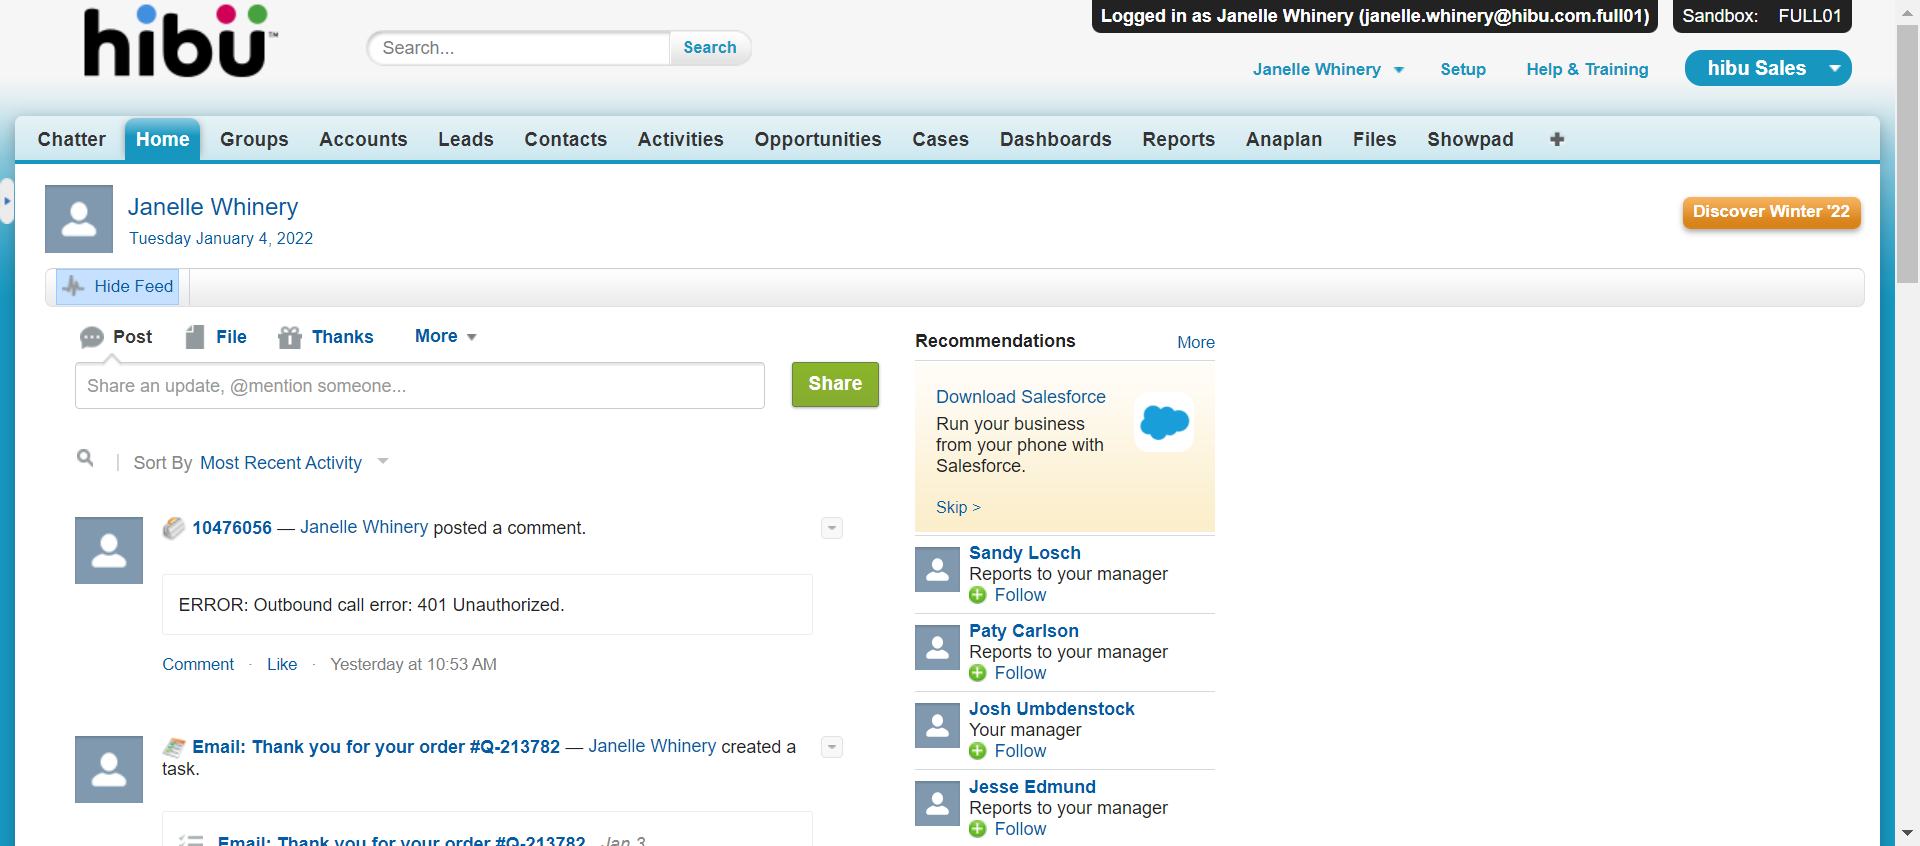 hibu™
Search...
Search
Logged in as Janelle Whinery (janelle.whinery@hibu.com.full01)
Sandbox: FULL01
Janelle Whinery
Setup
Help & Training
hibu Sales
Chatter
Home
Groups
Accounts
Leads
Contacts
Activities
Opportunities
Cases
Dashboards
Reports
Anaplan
Files
Showpad
Janelle Whinery
Tuesday January 4, 2022
Discover Winter '22
Hide Feed
Post
File
Thanks
More
Share an update, @mention someone...
Share
Sort By Most Recent Activity
10476056 — Janelle Whinery posted a comment.
ERROR: Outbound call error: 401 Unauthorized.
Comment · Like · Yesterday at 10:53 AM
Email: Thank you for your order #Q-213782 — Janelle Whinery created a
task.
Email: Thank you for your order #Q-213782 Jan 3
Recommendations
More
Download Salesforce
Run your business
from your phone with
Salesforce.
Skip >
Sandy Losch
Reports to your manager
Follow
Paty Carlson
Reports to your manager
Follow
Josh Umbdenstock
Your manager
Follow
Jesse Edmund
Reports to your manager
Follow